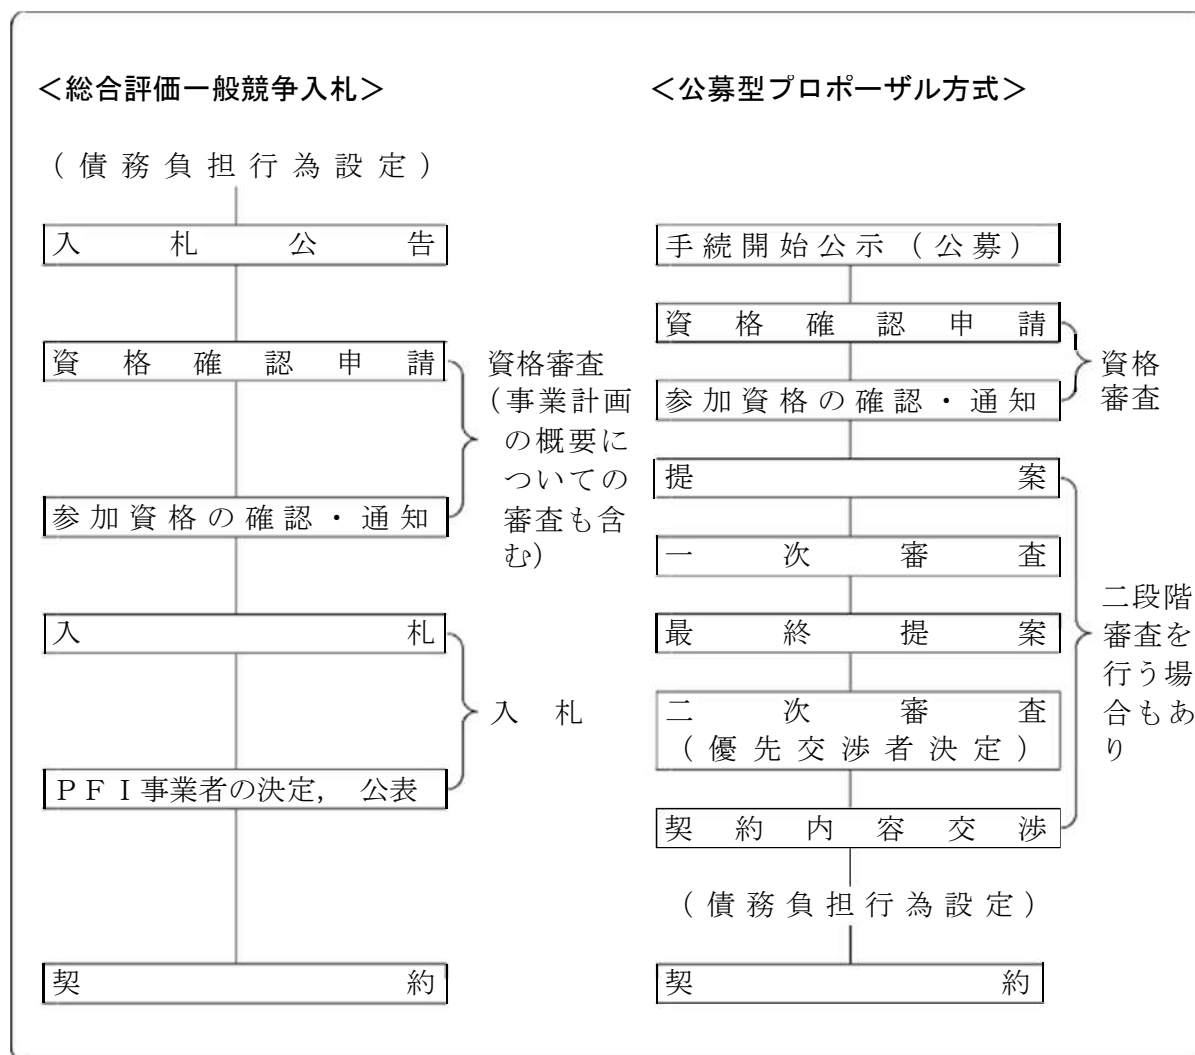 ＜総合評価一般競争入札＞
（債務負担行為設定）
入札公告
資格確認申請
資格審査
（事業計画
の概要に
ついての
審査も含
む）
参加資格の確認・通知
入札
入札
ＰＦＩ事業者の決定， 公表
契約
＜公募型プロポーザル方式＞
手続開始公示（公募）
資格確認申請
資格
審査
参加資格の確認・通知
提案
一次審査
最終提案
二次審査
（優先交渉者決定）
契約内容交渉
二段階
審査を
行う場
合もあ
り
（債務負担行為設定）
契約